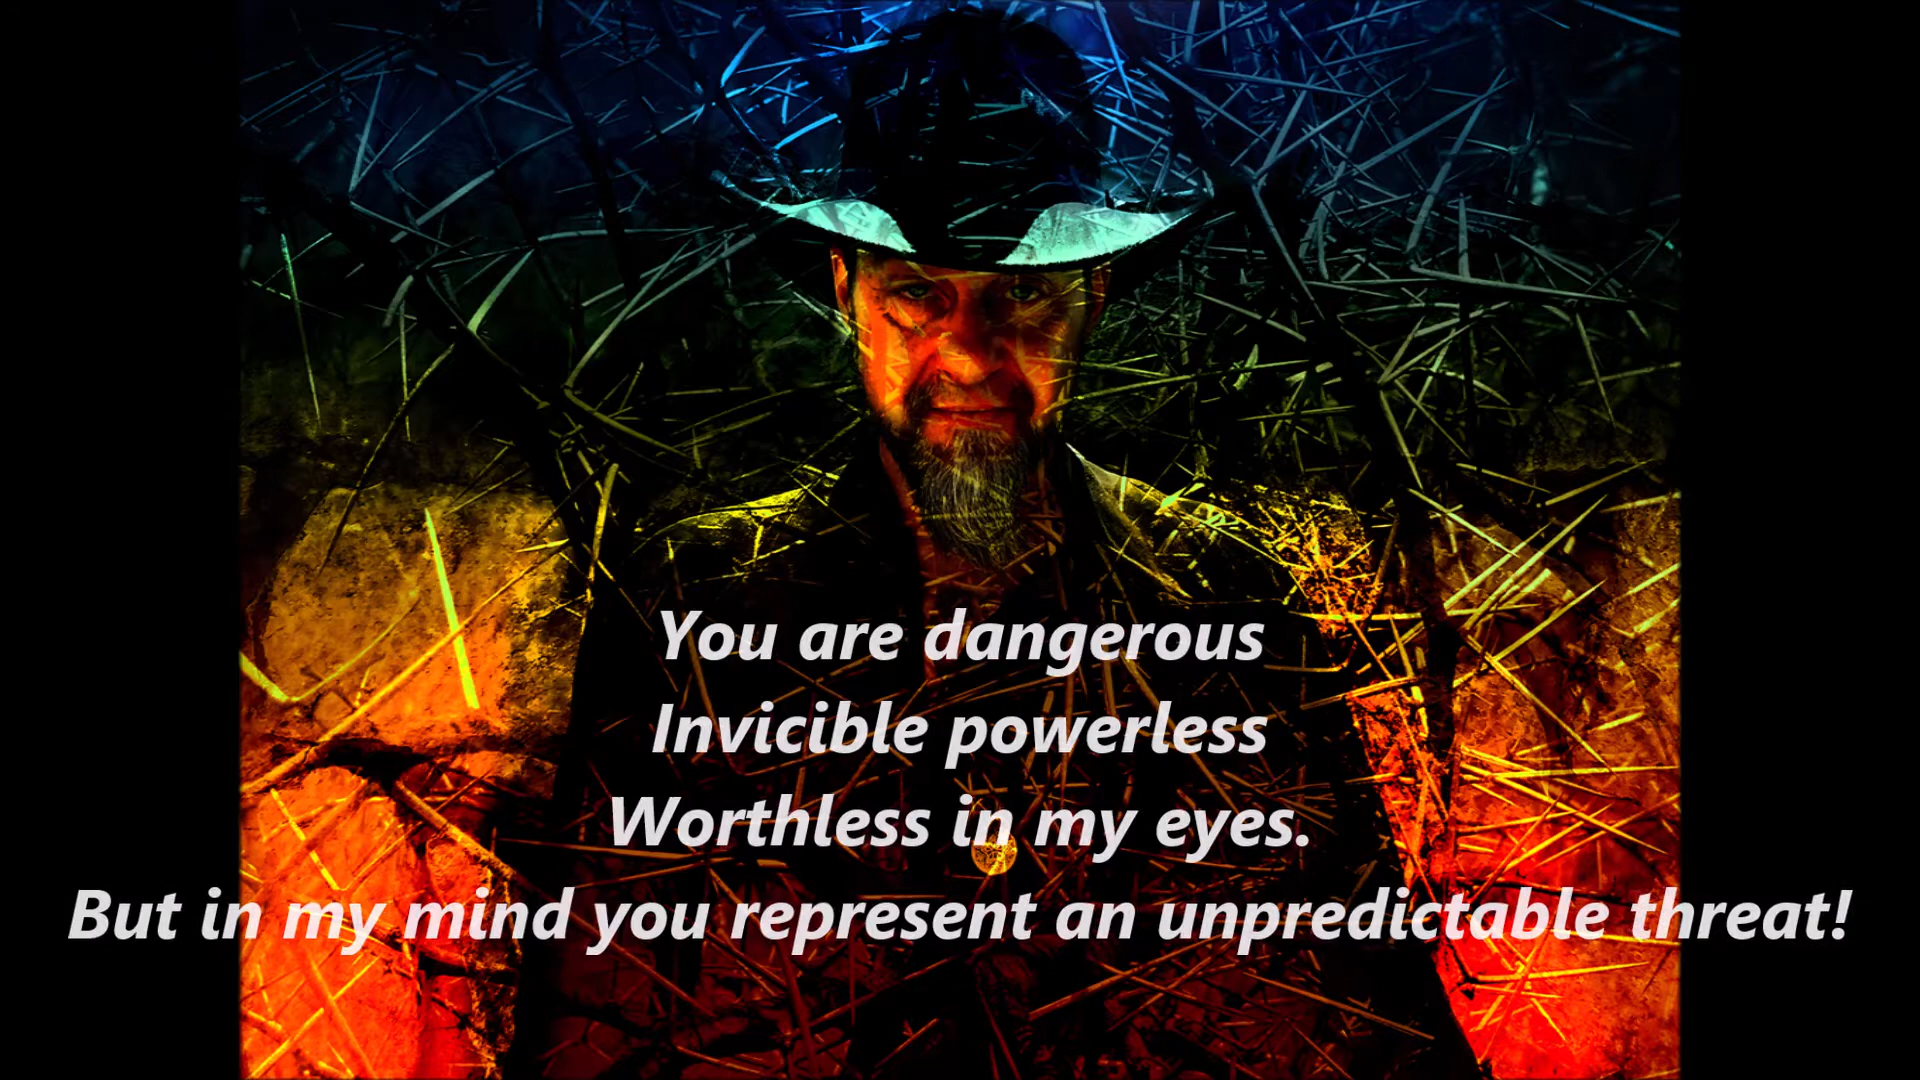 You are dangerous
Invicible powerless
Worthless in my eyes.
But in my mind you represent an unpredictable threat!